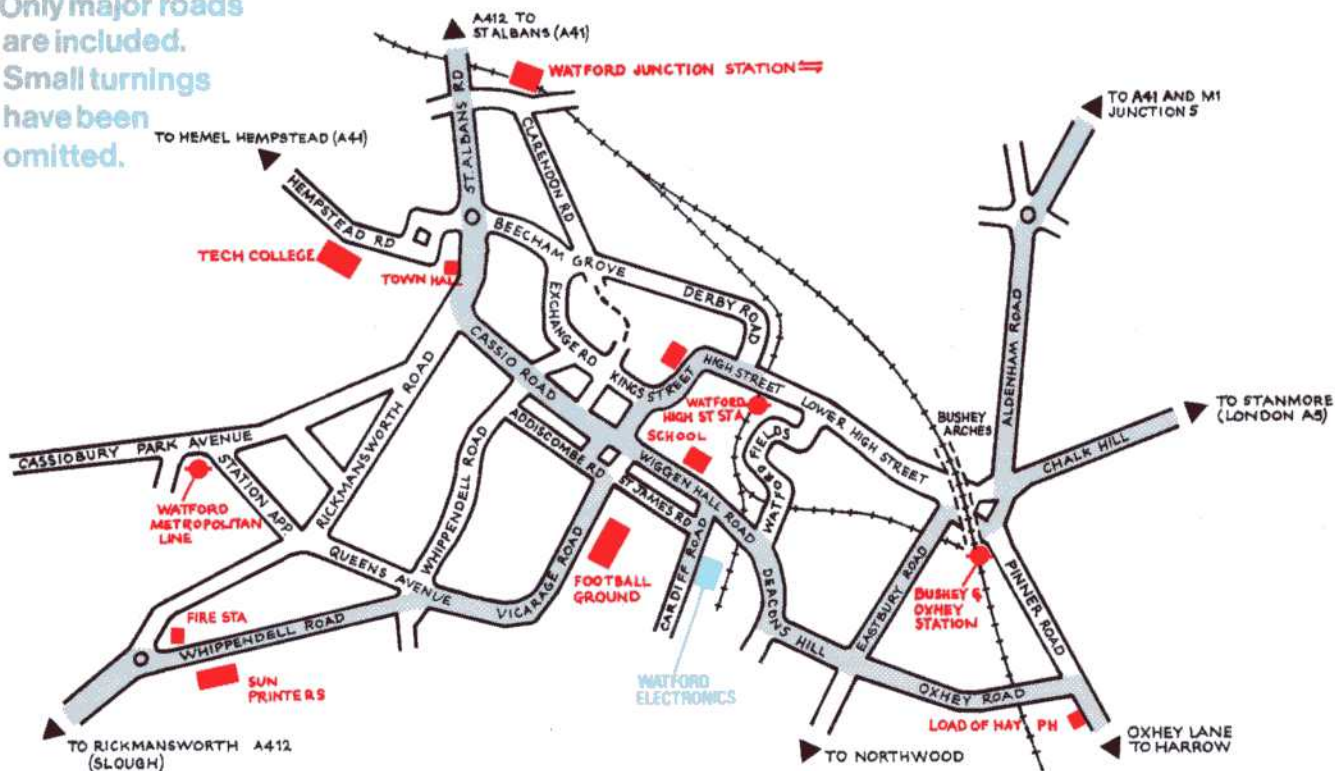 Only major roads
are included.
Small turnings
have been
omitted.
A412 TO
ST ALBANS (A41)
WATFORD JUNCTION STATION
TO A41 AND M1
JUNCTION 5
TO HEMEL HEMPSTEAD (A41)
ST. ALBANS RD
CLARENDON RD
HEMPSTEAD RD
TECH COLLEGE
TOWN HALL
BEECHAM GROVE
DERBY ROAD
EXCHANGE RD
CASSIO ROAD
KINGS STREET
HIGH STREET
LOWER HIGH STREET
WATFORD
HIGH ST STA
SCHOOL
BUSHEY
ARCHES
ALDENHAM ROAD
CHALK HILL
TO STANMORE
(LONDON A5)
CASSIOBURY PARK AVENUE
STATION APP.
RICKMANSWORTH ROAD
WHIPPENDELL ROAD
ADDISCOMBE RD
ST JAMES RD
WIGGEN HALL ROAD
WATFORD
FIELDS
WATFORD
METROPOLITAN
LINE
QUEENS AVENUE
VICARAGE ROAD
FOOTBALL
GROUND
CARDIFF ROAD
DEACONS HILL
EASTBURY ROAD
BUSHEY &
OXHEY
STATION
PINNER ROAD
FIRE STA
WHIPPENDELL ROAD
SUN
PRINTERS
WATFORD
ELECTRONICS
OXHEY ROAD
LOAD OF HAY PH
TO RICKMANSWORTH A412
(SLOUGH)
TO NORTHWOOD
OXHEY LANE
TO HARROW